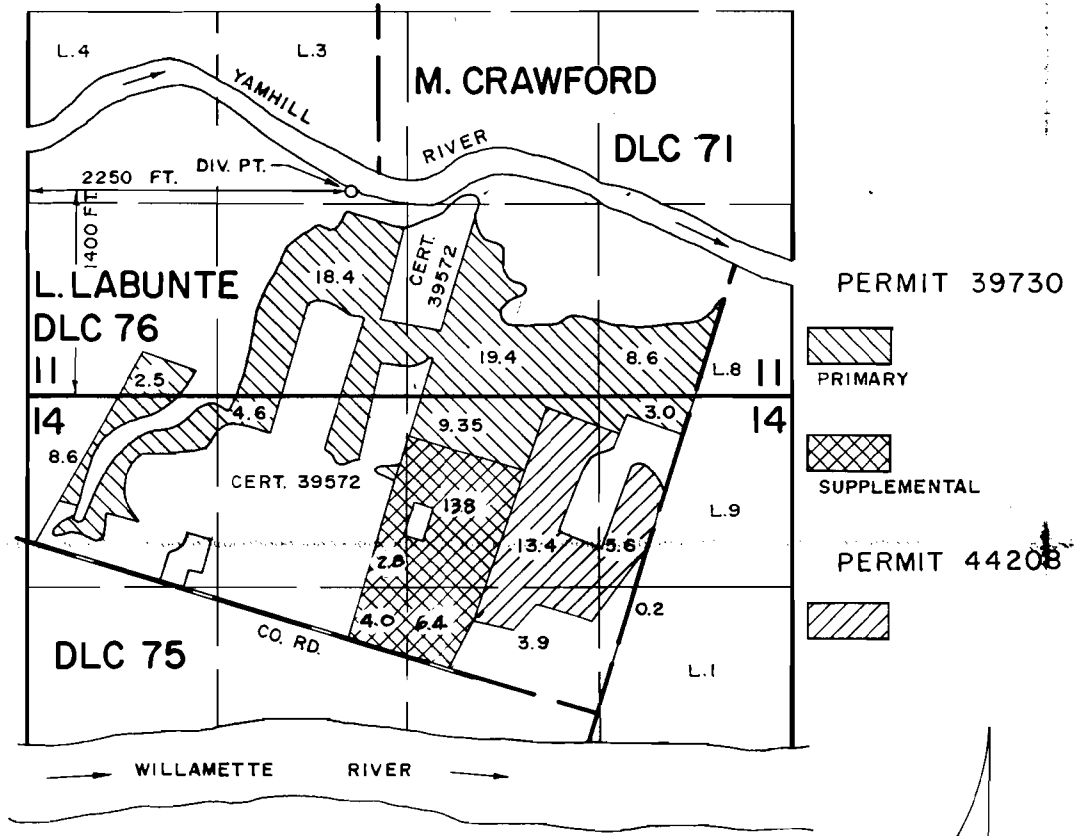 L.4
L.3
YAMHILL
RIVER
M. CRAWFORD
DLC 71
DIV. PT.
2250 FT.
1400 FT.
CERT.
39572
18.4
L. LABUNTE
DLC 76
11
19.4
8.6
L.8
11
2.5
14
4.6
9.35
3.0
14
8.6
CERT. 39572
13.8
L.9
2.8
13.4
5.6
4.0
6.4
0.2
3.9
CO. RD.
DLC 75
L.1
WILLAMETTE RIVER
PERMIT 39730
PRIMARY
SUPPLEMENTAL
PERMIT 44208